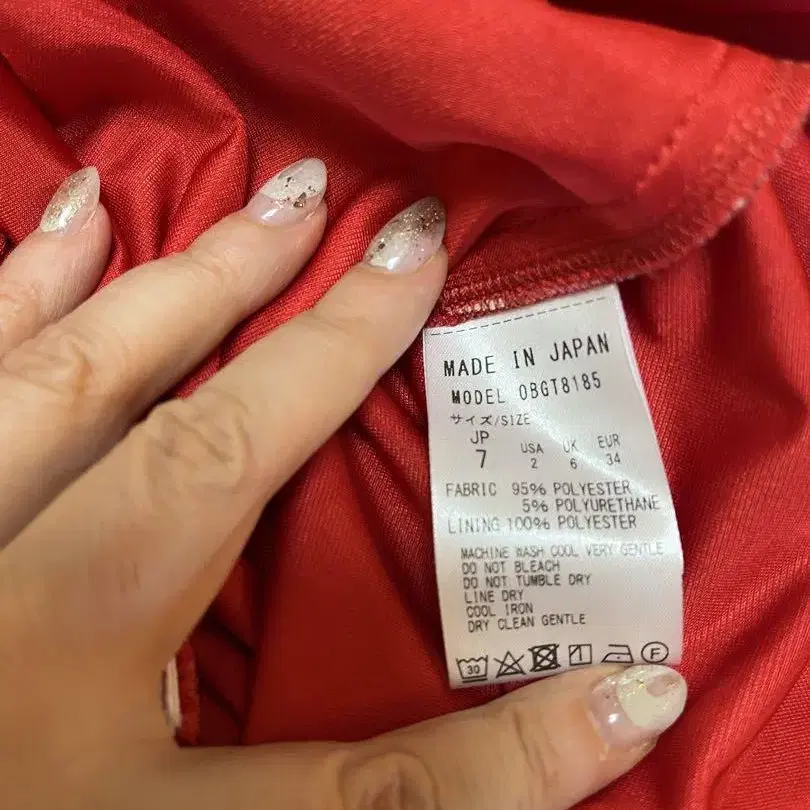 MADE IN JAPAN
MODEL OBGT8185
サイズ/SIZE
JP USA UK EUR
7 2 6 34
FABRIC 95% POLYESTER
5% POLYURETHANE
LINING 100% POLYESTER
MACHINE WASH COOL VERY GENTLE
DO NOT BLEACH
DO NOT TUMBLE DRY
LINE DRY
COOL IRON
DRY CLEAN GENTLE
30 F